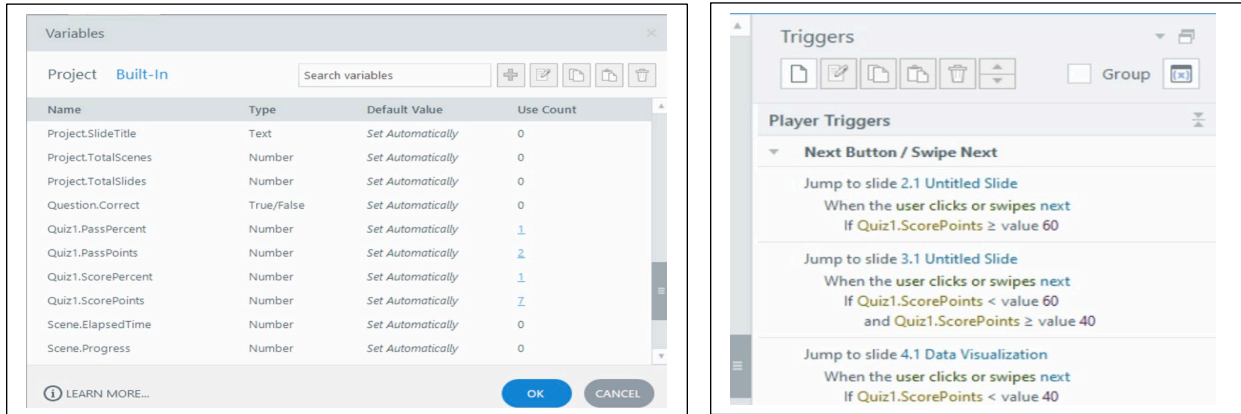 Variables
Project Built-In Search variables
Name Type Default Value Use Count
Project.SlideTitle Text Set Automatically 0
Project.TotalScenes Number Set Automatically 0
Project.TotalSlides Number Set Automatically 0
Question.Correct True/False Set Automatically 0
Quiz1.PassPercent Number Set Automatically 1
Quiz1.PassPoints Number Set Automatically 2
Quiz1.ScorePercent Number Set Automatically 1
Quiz1.ScorePoints Number Set Automatically 7
Scene.ElapsedTime Number Set Automatically 0
Scene.Progress Number Set Automatically 0
LEARN MORE... OK CANCEL
Triggers
Group (x)
Player Triggers
Next Button / Swipe Next
Jump to slide 2.1 Untitled Slide
When the user clicks or swipes next
If Quiz1.ScorePoints ≥ value 60
Jump to slide 3.1 Untitled Slide
When the user clicks or swipes next
If Quiz1.ScorePoints < value 60
and Quiz1.ScorePoints ≥ value 40
Jump to slide 4.1 Data Visualization
When the user clicks or swipes next
If Quiz1.ScorePoints < value 40